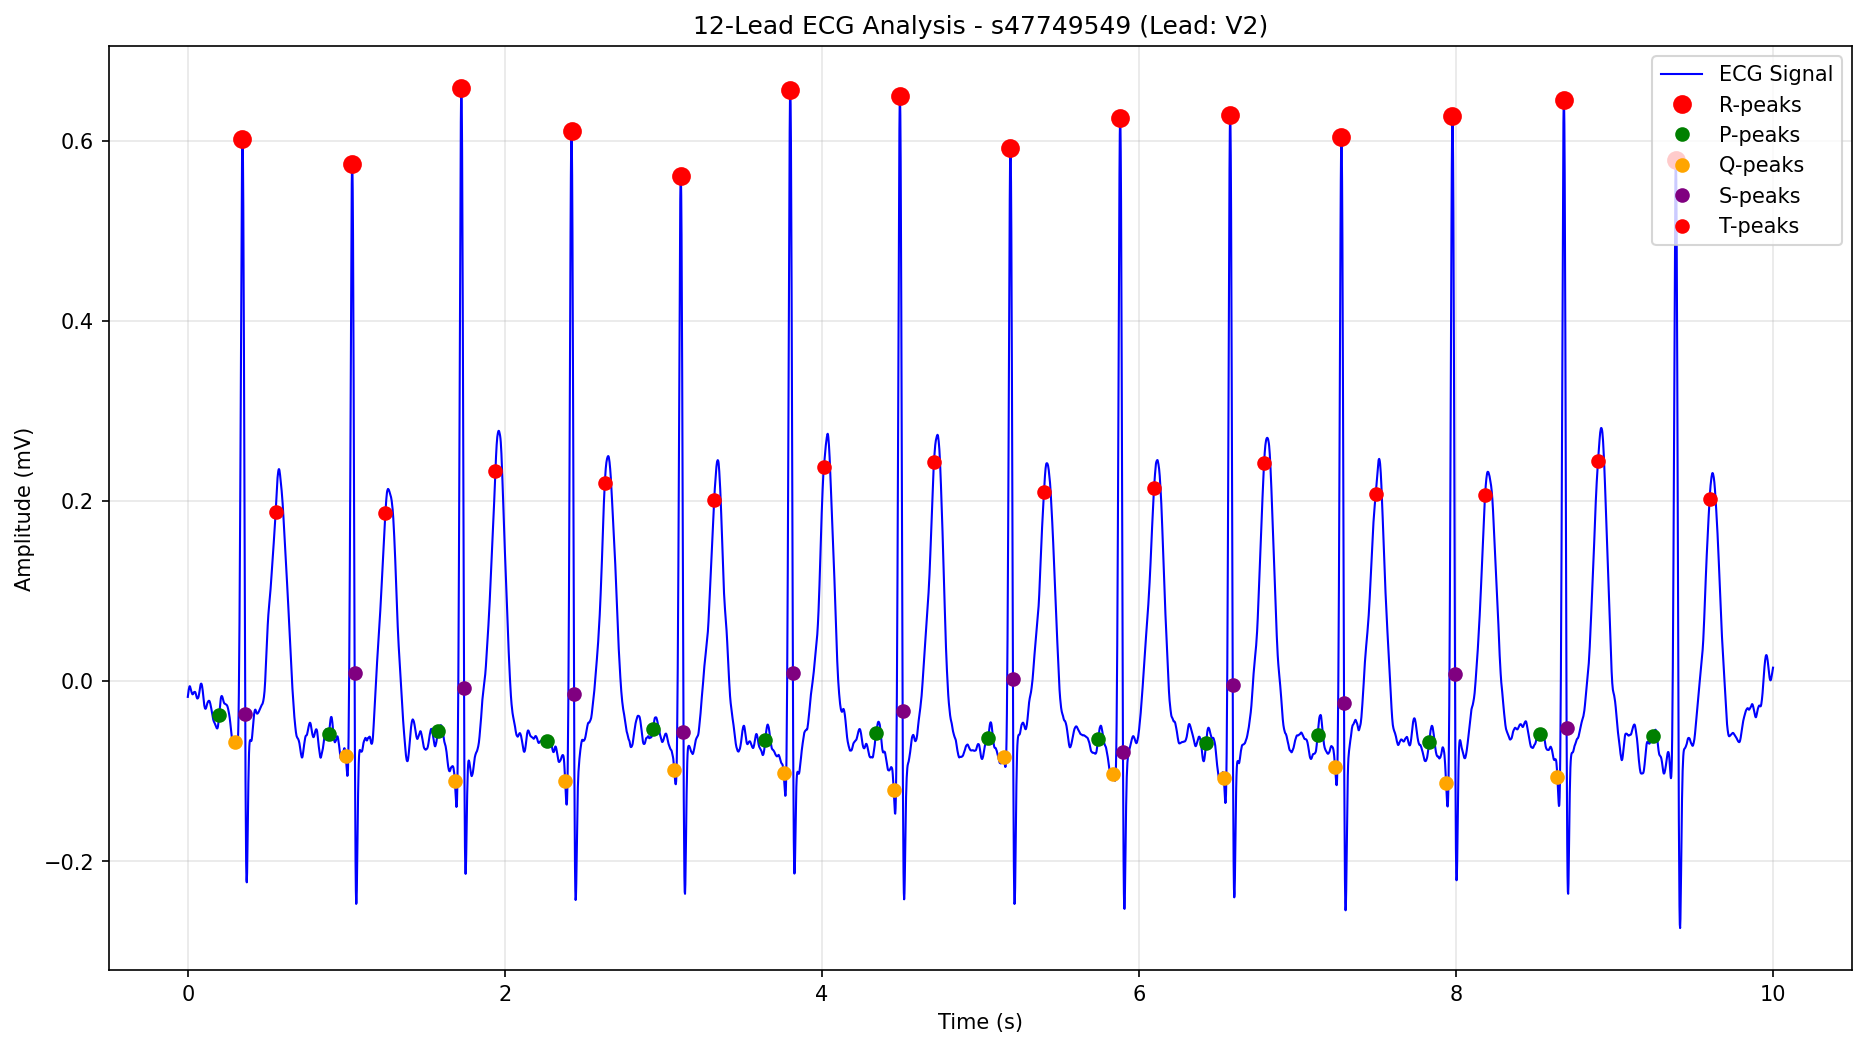 12-Lead ECG Analysis - s47749549 (Lead: V2)
ECG Signal
R-peaks
P-peaks
Q-peaks
S-peaks
T-peaks
Amplitude (mV)
0.6
0.4
0.2
0.0
−0.2
0 2 4 6 8 10
Time (s)